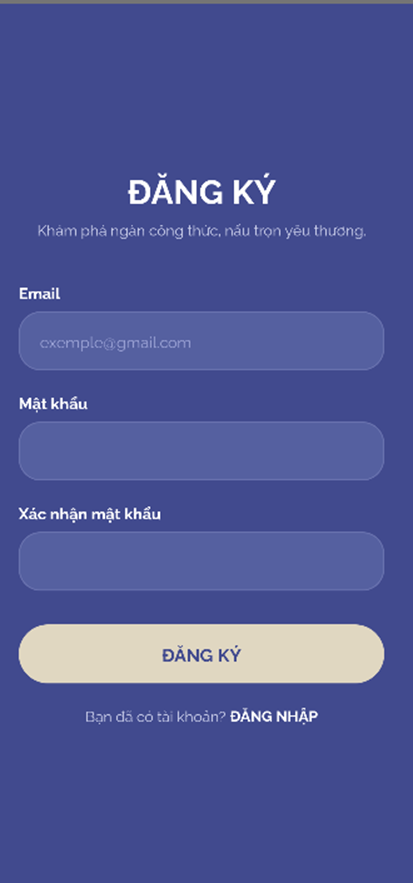 ĐĂNG KÝ
Khám phá ngàn công thức, nấu trọn yêu thương.
Email
exemple@gmail.com
Mật khẩu
Xác nhận mật khẩu
ĐĂNG KÝ
Bạn đã có tài khoản? ĐĂNG NHẬP